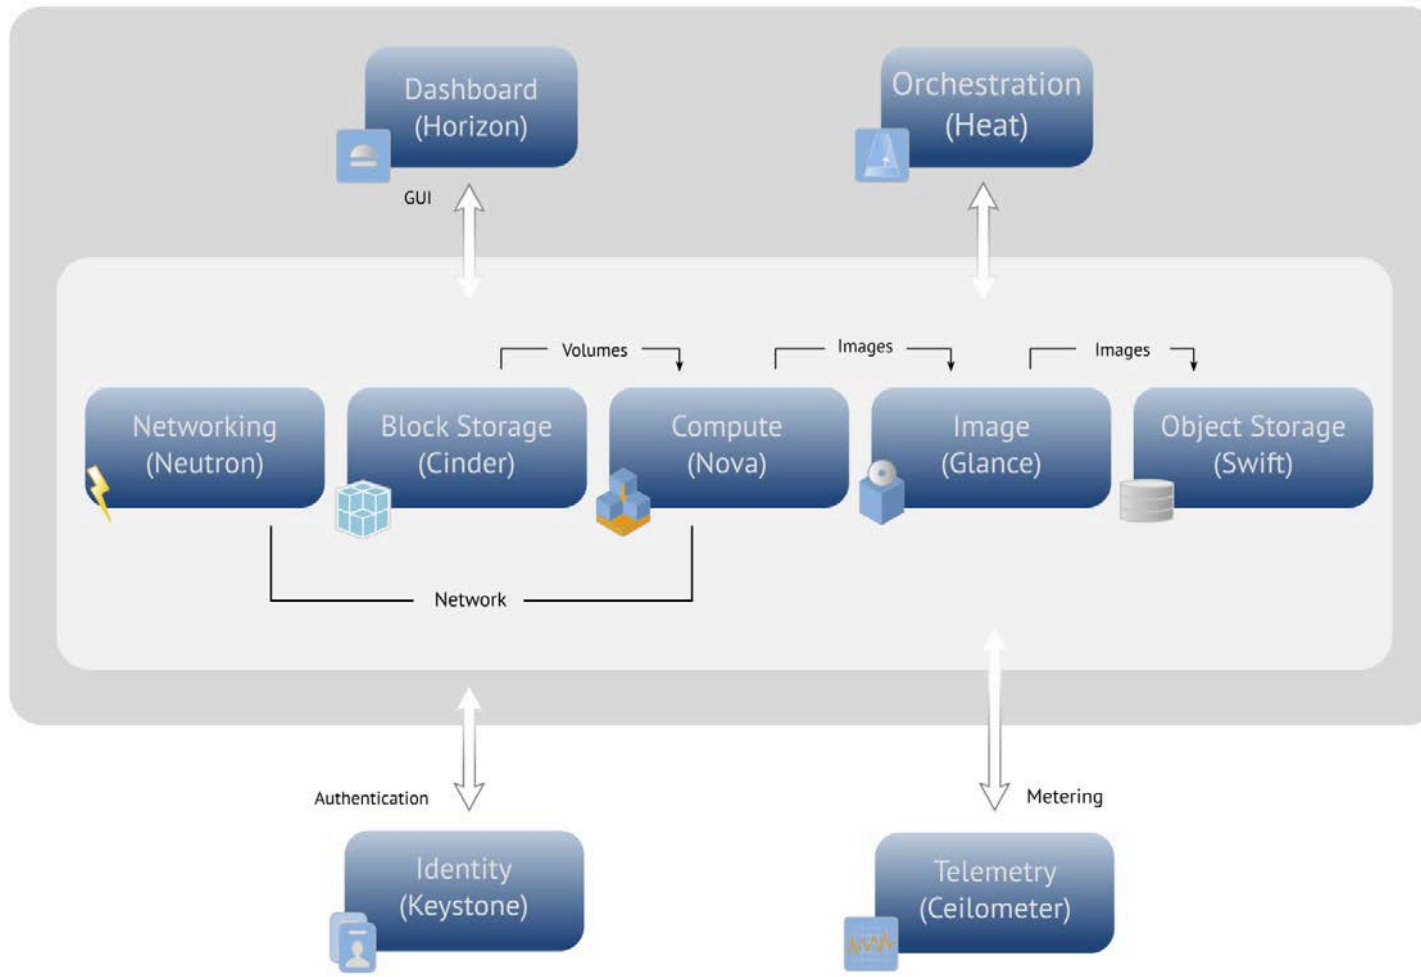 Dashboard
(Horizon)
Orchestration
(Heat)
GUI
Volumes
Images
Images
Networking
(Neutron)
Block Storage
(Cinder)
Compute
(Nova)
Image
(Glance)
Object Storage
(Swift)
Network
Authentication
Metering
Identity
(Keystone)
Telemetry
(Ceilometer)